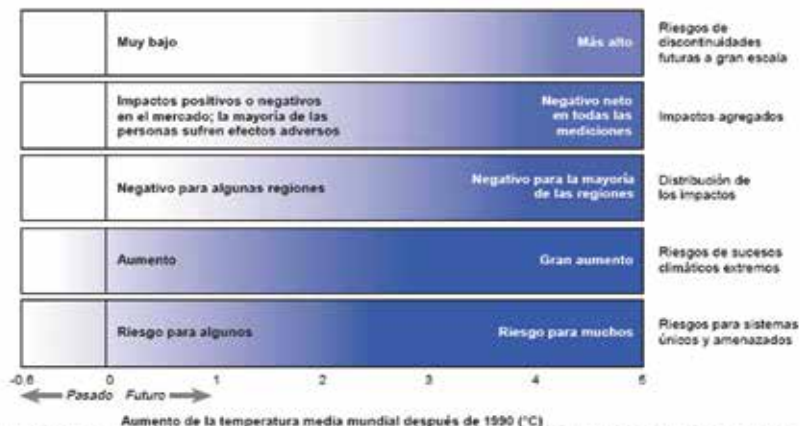 Muy bajo
Más alto
Riesgos de
discontinuidades
futuras a gran escala
Impactos positivos o negativos
en el mercado; la mayoría de las
personas sufren efectos adversos
Negativo neto
en todas las
mediciones
Impactos agregados
Negativo para algunas regiones
Negativo para la mayoría
de las regiones
Distribución de
los impactos
Aumento
Gran aumento
Riesgos de sucesos
climáticos extremos
Riesgo para algunos
Riesgo para muchos
Riesgos para sistemas
únicos y amenazados
-0.6 0 1 2 3 4 5
Pasado Futuro
Aumento de la temperatura media mundial después de 1990 (°C)